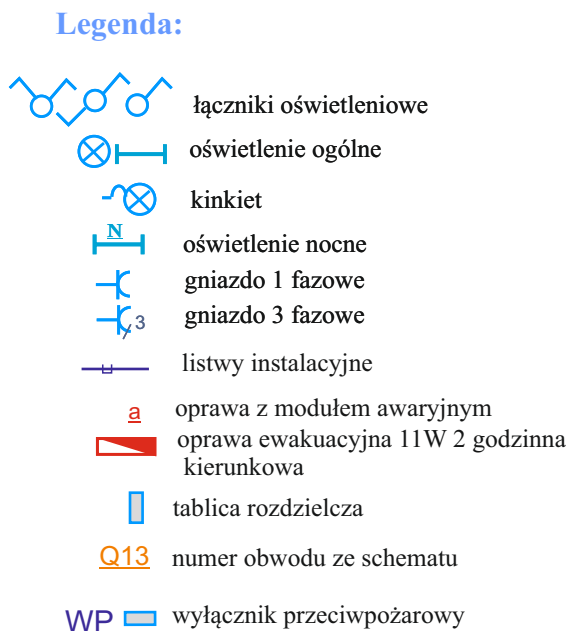 Legenda:
łączniki oświetleniowe
oświetlenie ogólne
kinkiet
N
oświetlenie nocne
gniazdo 1 fazowe
3 gniazdo 3 fazowe
listwy instalacyjne
a oprawa z modułem awaryjnym
oprawa ewakuacyjna 11W 2 godzinna
kierunkowa
tablica rozdzielcza
Q13 numer obwodu ze schematu
WP wyłącznik przeciwpożarowy